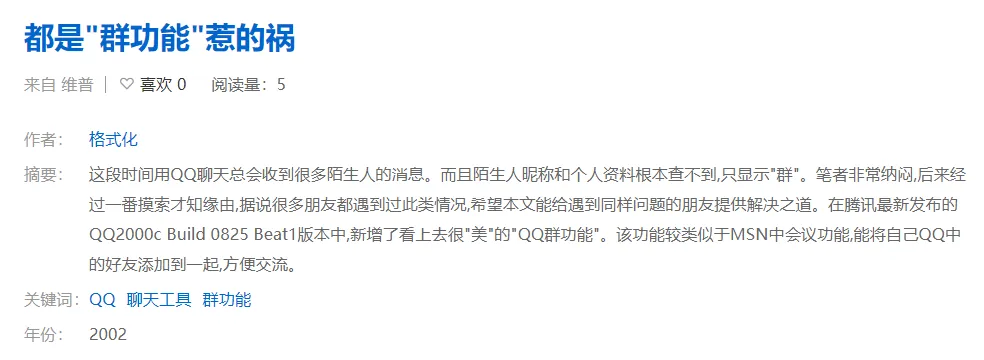 都是"群功能"惹的祸
来自 维普 ♡ 喜欢 0 阅读量：5
作者： 格式化
摘要： 这段时间用QQ聊天总会收到很多陌生人的消息。而且陌生人昵称和个人资料根本查不到,只显示"群"。笔者非常纳闷,后来经
过一番摸索才知缘由,据说很多朋友都遇到过此类情况,希望本文能给遇到同样问题的朋友提供解决之道。在腾讯最新发布的
QQ2000c Build 0825 Beat1版本中,新增了看上去很"美"的"QQ群功能"。该功能较类似于MSN中会议功能,能将自己QQ中
的好友添加到一起,方便交流。
关键词： QQ 聊天工具 群功能
年份： 2002